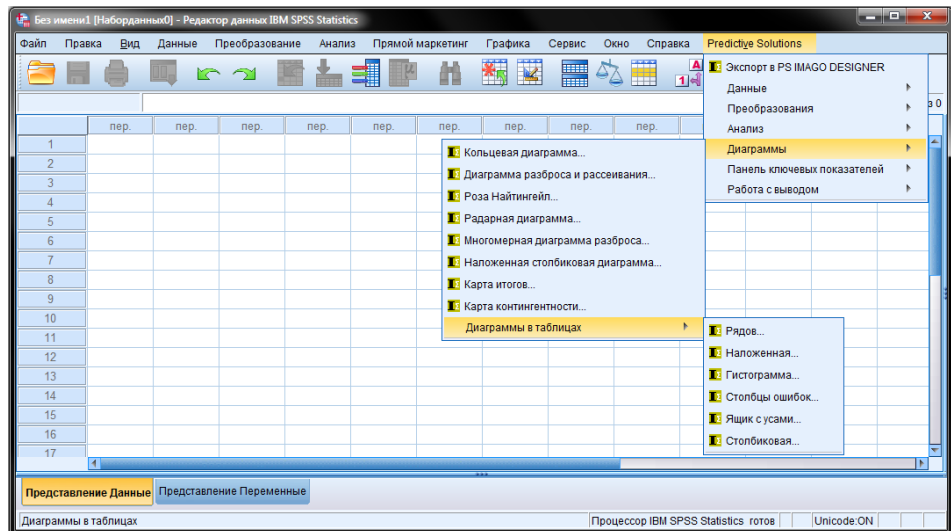 Без имени1 [Наборданных0] - Редактор данных IBM SPSS Statistics
Файл Правка Вид Данные Преобразование Анализ Прямой маркетинг Графика Сервис Окно Справка Predictive Solutions
Экспорт в PS IMAGO DESIGNER
Данные
Преобразования
Анализ
Диаграммы
Панель ключевых показателей
Работа с выводом
з 0
пер. пер. пер. пер. пер. пер. пер. пер. пер.
1
2
3
4
5
6
7
8
9
10
11
12
13
14
15
16
17
Кольцевая диаграмма...
Диаграмма разброса и рассеивания...
Роза Найтингейл...
Радарная диаграмма...
Многомерная диаграмма разброса...
Наложенная столбиковая диаграмма...
Карта итогов...
Карта контингентности...
Диаграммы в таблицах
Рядов...
Наложенная...
Гистограмма...
Столбцы ошибок...
Ящик с усами...
Столбиковая...
Представление Данные Представление Переменные
Диаграммы в таблицах Процессор IBM SPSS Statistics готов Unicode:ON